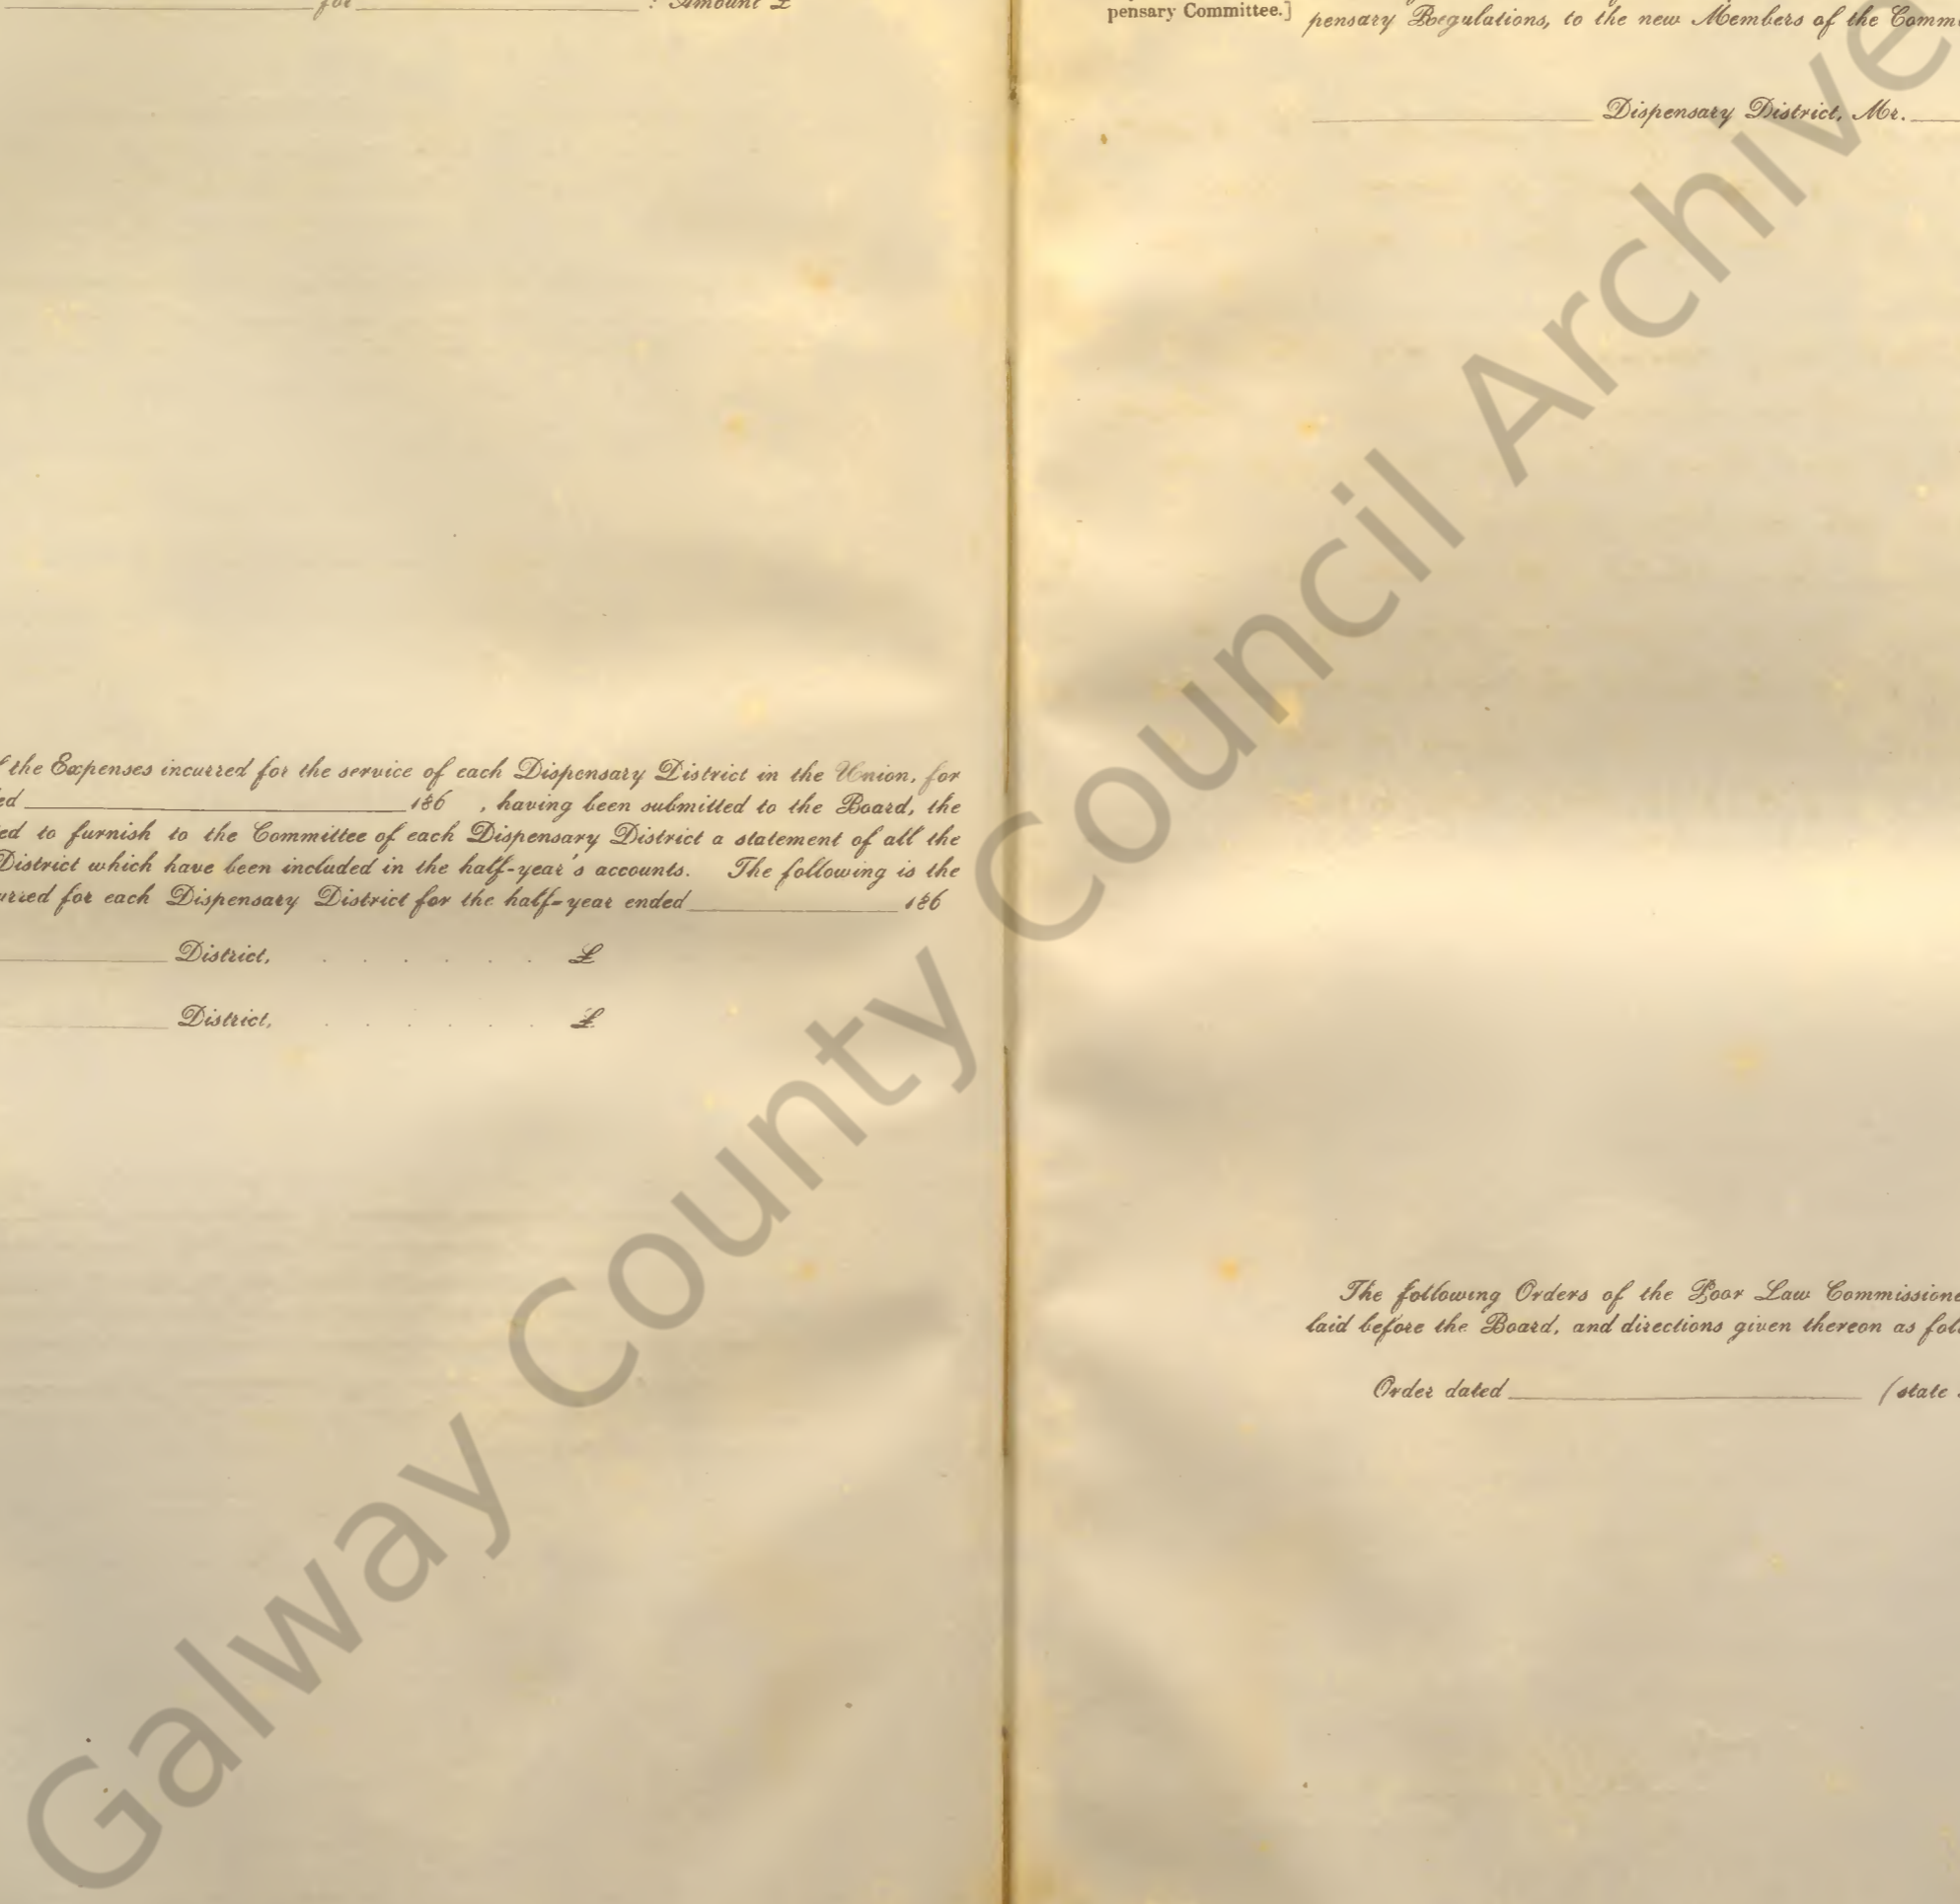 for : Amount £
the Expenses incurred for the service of each Dispensary District in the Union, for
ed 186 , having been submitted to the Board, the
ed to furnish to the Committee of each Dispensary District a statement of all the
District which have been included in the half-year's accounts. The following is the
urred for each Dispensary District for the half-year ended 186
District, . . . . . . £
District, . . . . . . £
pensary Committee.] pensary Regulations, to the new Members of the Comm
Dispensary District, Mr.
The following Orders of the Poor Law Commissione
laid before the Board, and directions given thereon as fol
Order dated (state
Galway County Council Archive